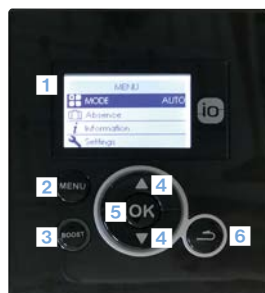 MENU
1
MODE AUTO
Absence
Information
Settings
io
2 MENU
4
5 OK
3 BOOST
4
6